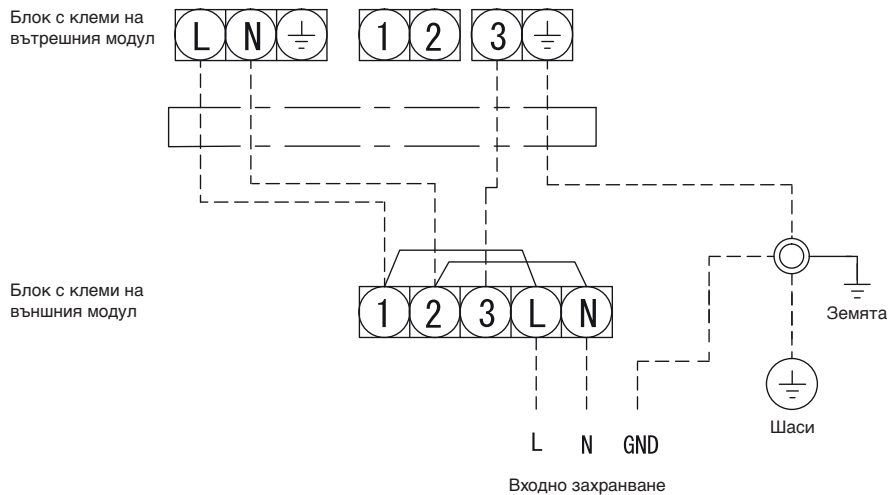 Блок с клеми на
вътрешния модул
L N 1 2 3
Блок с клеми на
външния модул
1 2 3 L N
Земята
Шаси
L N GND
Входно захранване